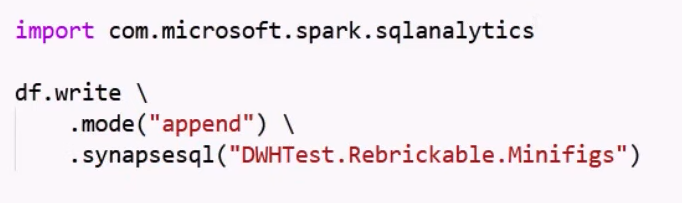 import com.microsoft.spark.sqlanalytics
df.write \
.mode("append") \
.synapsesql("DWHTest.Rebrickable.Minifigs")